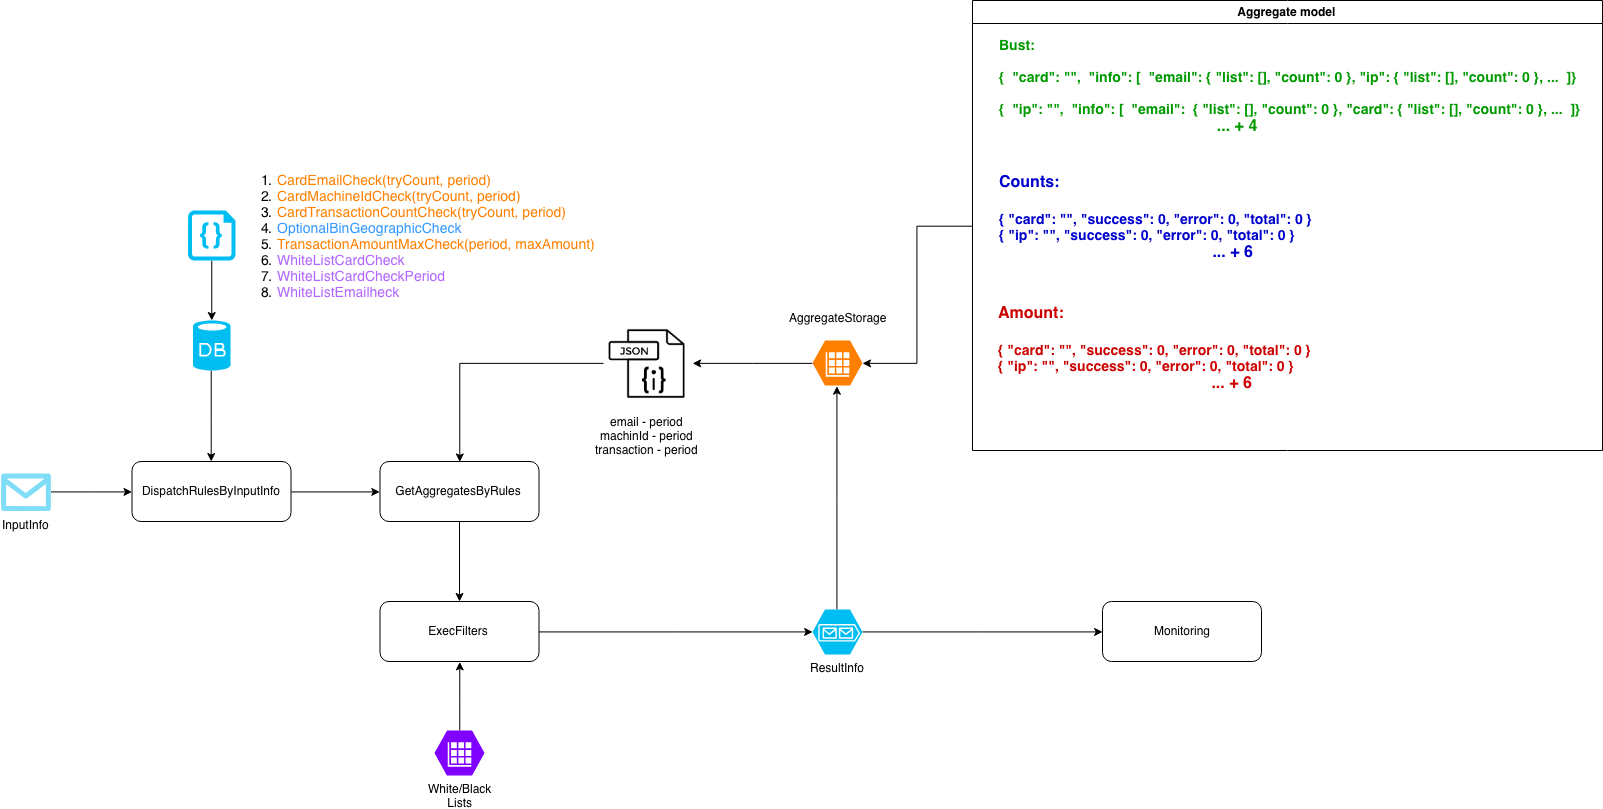 Aggregate model
Bust:
{ "card": "", "info": [ "email": { "list": [], "count": 0 }, "ip": { "list": [], "count": 0 }, ... ]}
{ "ip": "", "info": [ "email": { "list": [], "count": 0 }, "card": { "list": [], "count": 0 }, ... ]}
... + 4
Counts:
{ "card": "", "success": 0, "error": 0, "total": 0 }
{ "ip": "", "success": 0, "error": 0, "total": 0 }
... + 6
Amount:
{ "card": "", "success": 0, "error": 0, "total": 0 }
{ "ip": "", "success": 0, "error": 0, "total": 0 }
... + 6
1. CardEmailCheck(tryCount, period)
2. CardMachineIdCheck(tryCount, period)
3. CardTransactionCountCheck(tryCount, period)
4. OptionalBinGeographicCheck
5. TransactionAmountMaxCheck(period, maxAmount)
6. WhiteListCardCheck
7. WhiteListCardCheckPeriod
8. WhiteListEmailheck
{}
DB
AggregateStorage
JSON
{i}
email - period
machinId - period
transaction - period
InputInfo
DispatchRulesByInputInfo
GetAggregatesByRules
ExecFilters
ResultInfo
Monitoring
White/Black
Lists